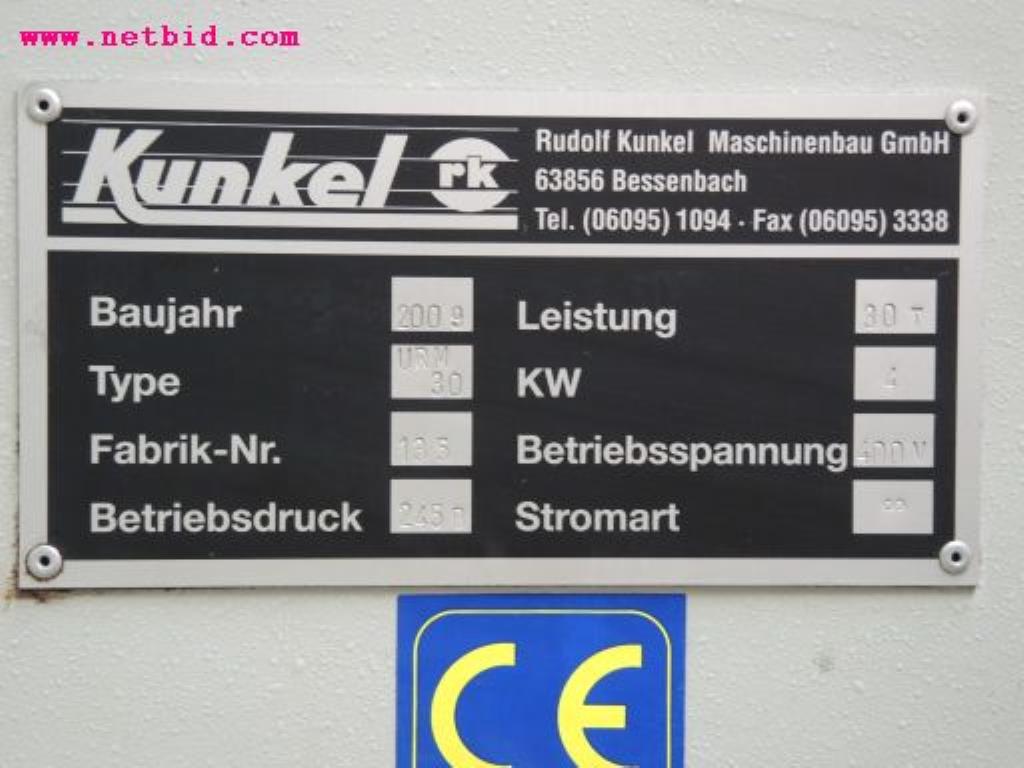 www.netbid.com
Kunkel rk
Rudolf Kunkel Maschinenbau GmbH
63856 Bessenbach
Tel. (06095) 1094 · Fax (06095) 3338
Baujahr 2009
Leistung 30 T
Type URM 30
KW 4
Fabrik-Nr.
Betriebsspannung 400V
Betriebsdruck
Stromart
CE